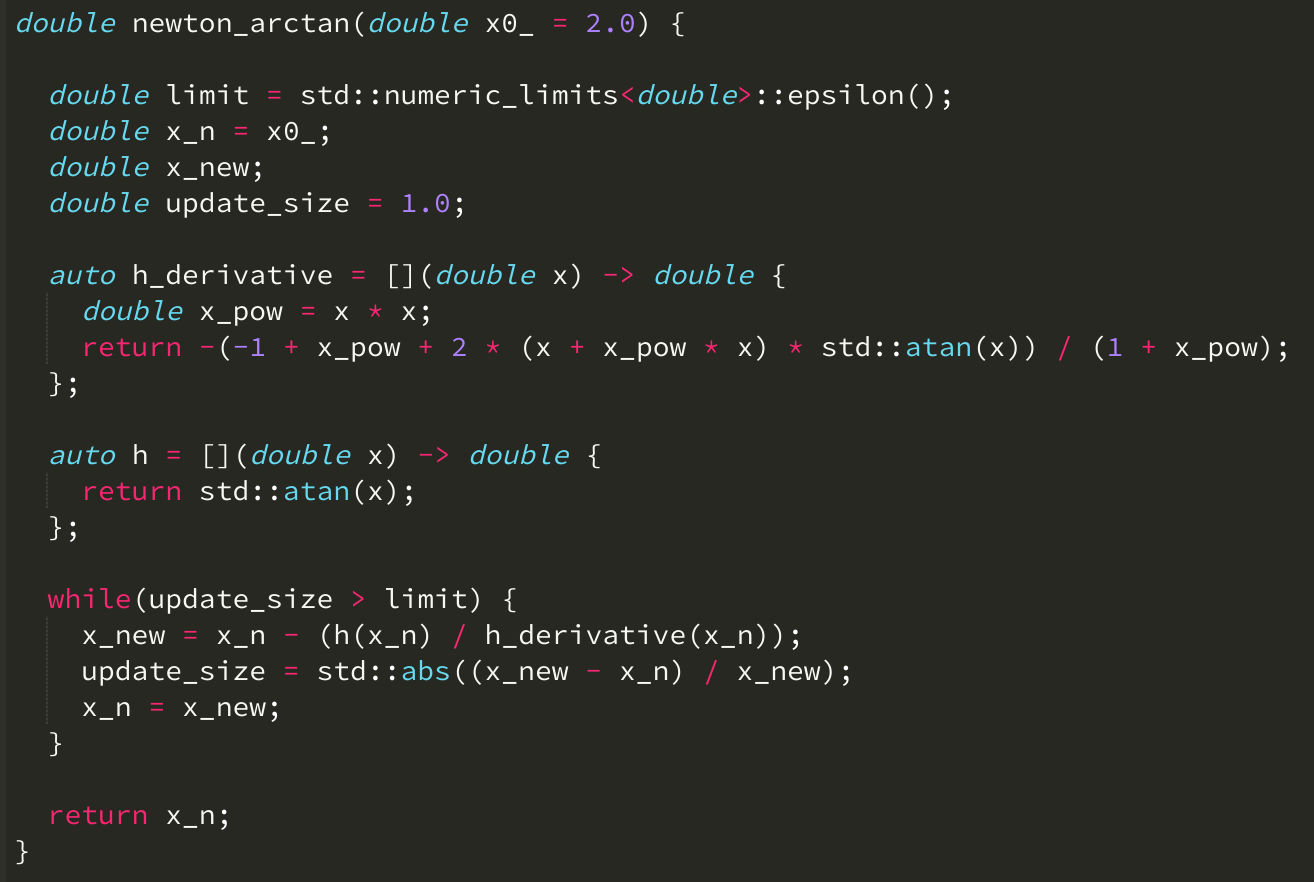 double newton_arctan(double x0_ = 2.0) {
double limit = std::numeric_limits<double>::epsilon();
double x_n = x0_;
double x_new;
double update_size = 1.0;
auto h_derivative = [](double x) -> double {
double x_pow = x * x;
return -(-1 + x_pow + 2 * (x + x_pow * x) * std::atan(x)) / (1 + x_pow);
};
auto h = [](double x) -> double {
return std::atan(x);
};
while(update_size > limit) {
x_new = x_n - (h(x_n) / h_derivative(x_n));
update_size = std::abs((x_new - x_n) / x_new);
x_n = x_new;
}
return x_n;
}